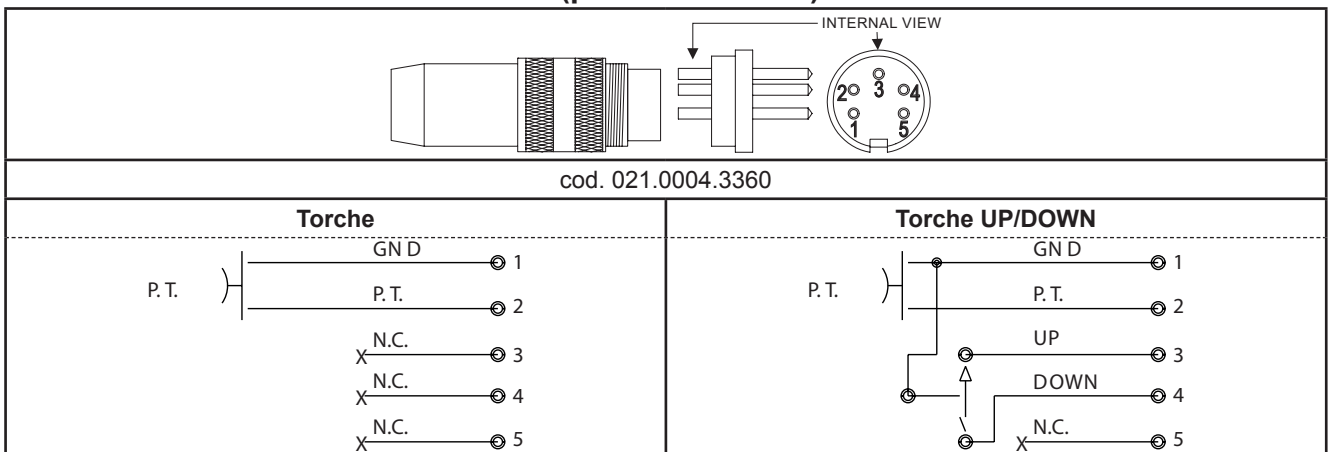 INTERNAL VIEW
2 3 4
1 5
cod. 021.0004.3360
Torche
GN D 1
P. T.
P. T. 2
N.C. 3
X
N.C. 4
X
N.C. 5
X
Torche UP/DOWN
GN D 1
P. T.
P. T. 2
UP 3
DOWN 4
N.C. 5
X